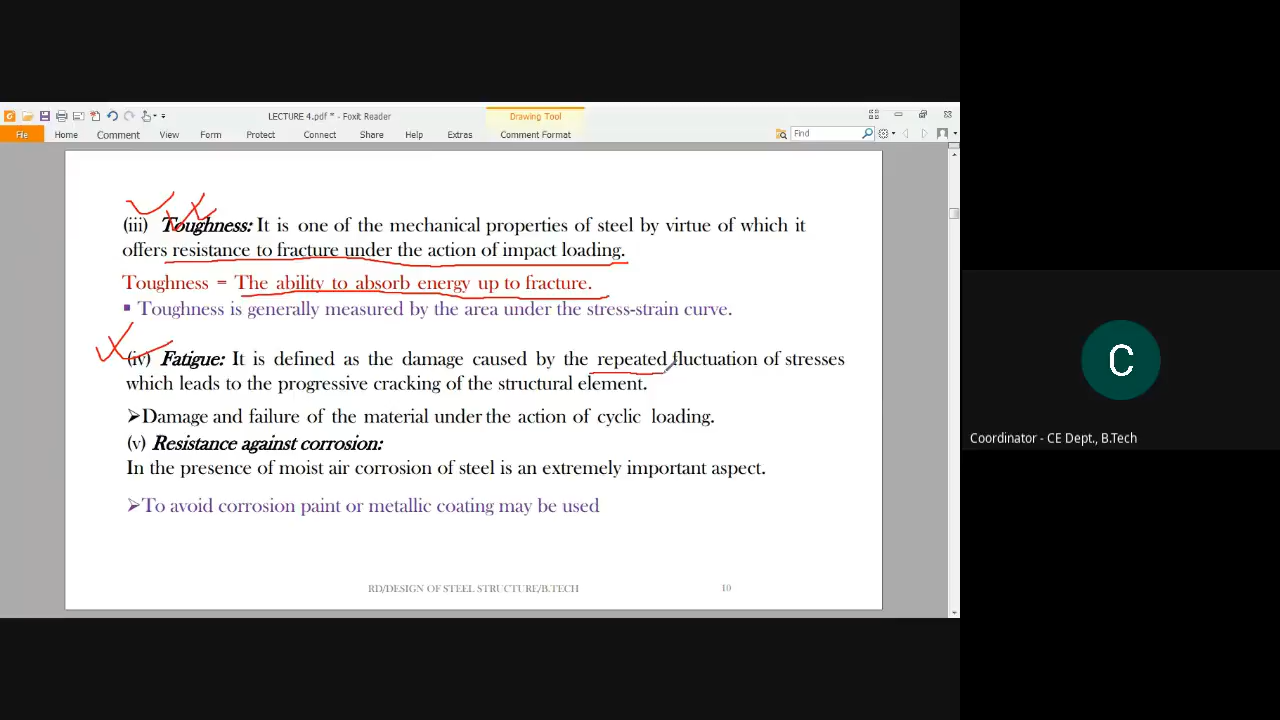 LECTURE 4.pdf * - Foxit Reader
Drawing Tool
File Home Comment View Form Protect Connect Share Help Extras Comment Format Find
(iii) Toughness: It is one of the mechanical properties of steel by virtue of which it
offers resistance to fracture under the action of impact loading.
Toughness = The ability to absorb energy up to fracture.
▪ Toughness is generally measured by the area under the stress-strain curve.
(iv) Fatigue: It is defined as the damage caused by the repeated fluctuation of stresses
which leads to the progressive cracking of the structural element.
➢Damage and failure of the material under the action of cyclic loading.
(v) Resistance against corrosion:
In the presence of moist air corrosion of steel is an extremely important aspect.
➢To avoid corrosion paint or metallic coating may be used
RD/DESIGN OF STEEL STRUCTURE/B.TECH 10
C
Coordinator - CE Dept., B.Tech